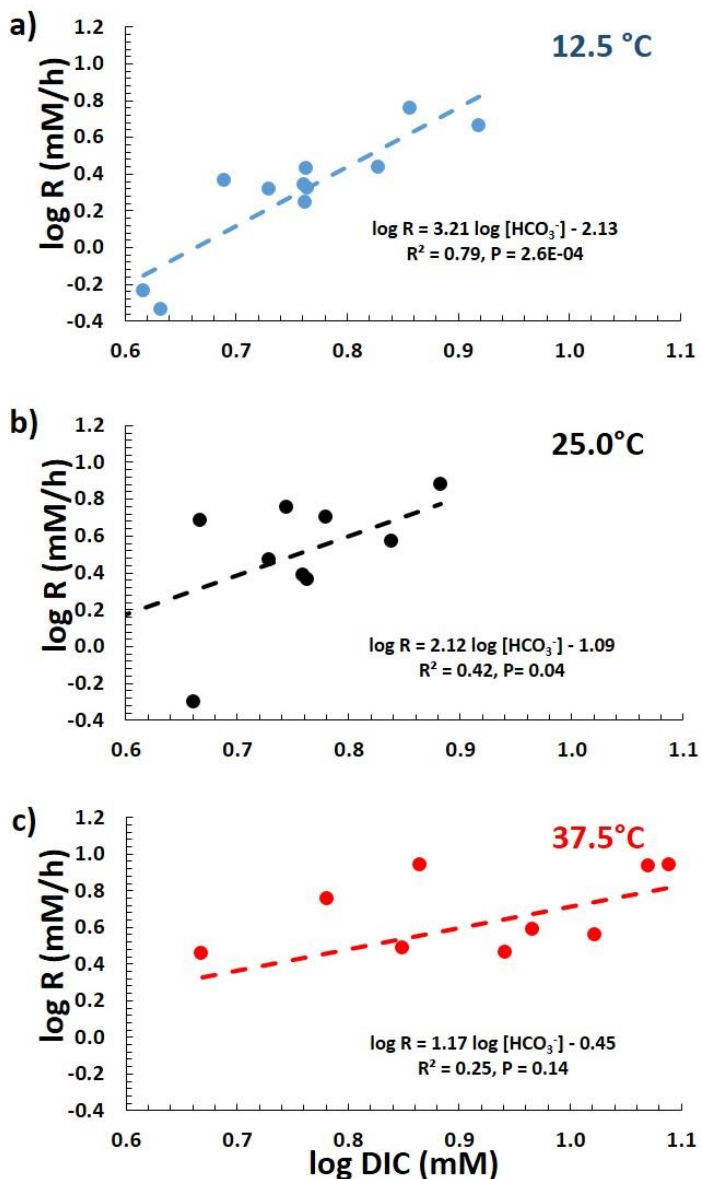 a)
12.5 °C
log R (mM/h)
1.2
1.0
0.8
0.6
0.4
0.2
0.0
-0.2
-0.4
log R = 3.21 log [HCO₃⁻] - 2.13
R² = 0.79, P = 2.6E-04
0.6 0.7 0.8 0.9 1.0 1.1
b)
25.0°C
log R (mM/h)
1.2
1.0
0.8
0.6
0.4
0.2
0.0
-0.2
-0.4
log R = 2.12 log [HCO₃⁻] - 1.09
R² = 0.42, P= 0.04
0.6 0.7 0.8 0.9 1.0 1.1
c)
37.5°C
log R (mM/h)
1.2
1.0
0.8
0.6
0.4
0.2
0.0
-0.2
-0.4
log R = 1.17 log [HCO₃⁻] - 0.45
R² = 0.25, P = 0.14
0.6 0.7 0.8 0.9 1.0 1.1
log DIC (mM)